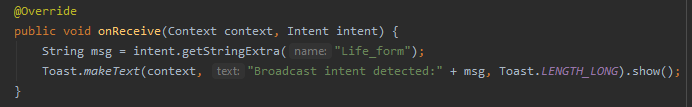 @Override
public void onReceive(Context context, Intent intent) {
String msg = intent.getStringExtra( name: "Life_form");
Toast.makeText(context, text: "Broadcast intent detected:" + msg, Toast.LENGTH_LONG).show();
}